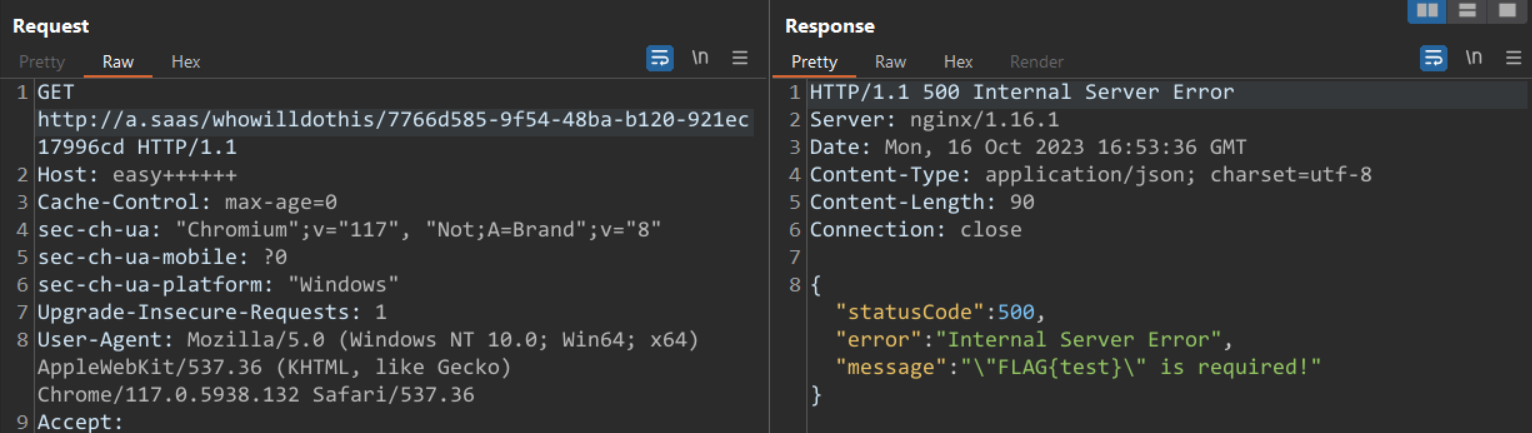 Request
Pretty Raw Hex \n
1 GET
http://a.saas/whowilldothis/7766d585-9f54-48ba-b120-921ec
17996cd HTTP/1.1
2 Host: easy++++++
3 Cache-Control: max-age=0
4 sec-ch-ua: "Chromium";v="117", "Not;A=Brand";v="8"
5 sec-ch-ua-mobile: ?0
6 sec-ch-ua-platform: "Windows"
7 Upgrade-Insecure-Requests: 1
8 User-Agent: Mozilla/5.0 (Windows NT 10.0; Win64; x64)
AppleWebKit/537.36 (KHTML, like Gecko)
Chrome/117.0.5938.132 Safari/537.36
9 Accept:
Response
Pretty Raw Hex Render \n
1 HTTP/1.1 500 Internal Server Error
2 Server: nginx/1.16.1
3 Date: Mon, 16 Oct 2023 16:53:36 GMT
4 Content-Type: application/json; charset=utf-8
5 Content-Length: 90
6 Connection: close
7
8 {
"statusCode":500,
"error":"Internal Server Error",
"message":"\"FLAG{test}\" is required!"
}